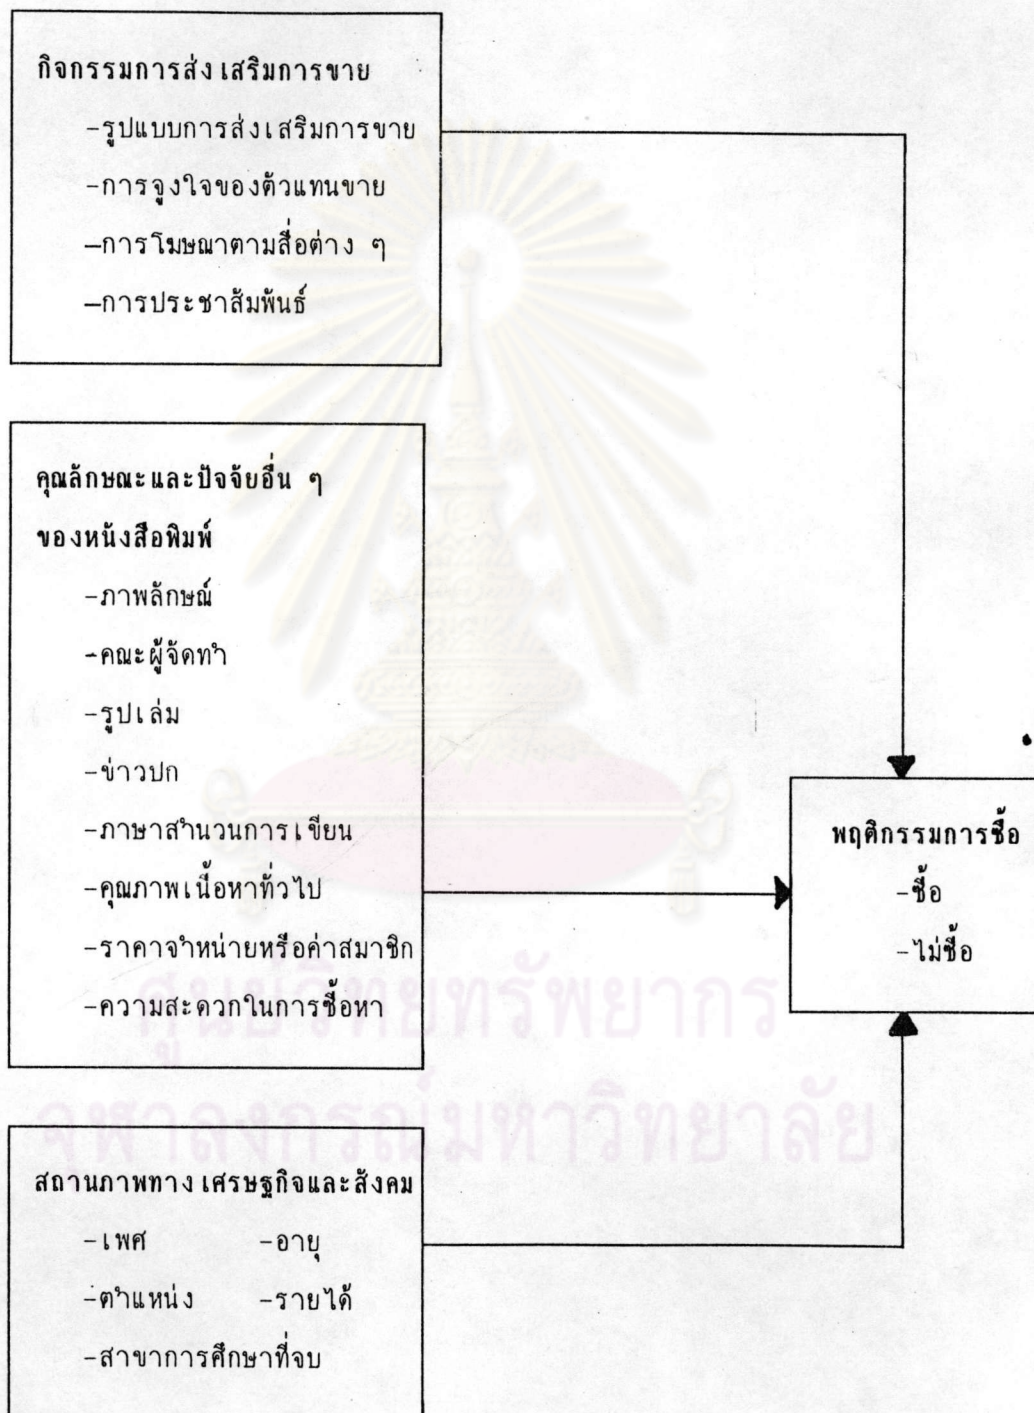 กิจกรรมการส่งเสริมการขาย
-รูปแบบการส่งเสริมการขาย
-การจูงใจของตัวแทนขาย
-การโฆษณาตามสื่อต่าง ๆ
-การประชาสัมพันธ์
คุณลักษณะและปัจจัยอื่น ๆ
ของหนังสือพิมพ์
-ภาพลักษณ์
-คณะผู้จัดทำ
-รูปเล่ม
-ข่าวปก
-ภาษาสำนวนการเขียน
-คุณภาพเนื้อหาทั่วไป
-ราคาจำหน่ายหรือค่าสมาชิก
-ความสะดวกในการซื้อหา
พฤติกรรมการซื้อ
-ซื้อ
-ไม่ซื้อ
ศูนย์วิทยทรัพยากร
จุฬาลงกรณ์มหาวิทยาลัย
สถานภาพทางเศรษฐกิจและสังคม
-เพศ -อายุ
-ตำแหน่ง -รายได้
-สาขาการศึกษาที่จบ